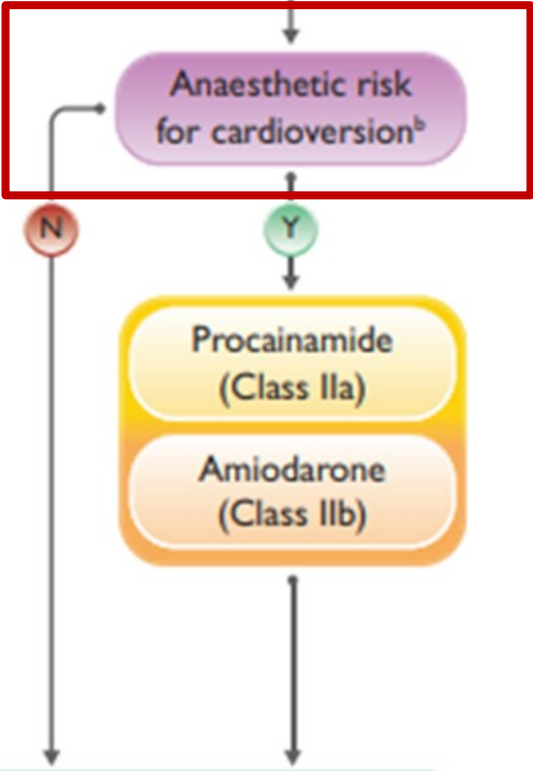 Anaesthetic risk
for cardioversionᵇ
N
Y
Procainamide
(Class IIa)
Amiodarone
(Class IIb)